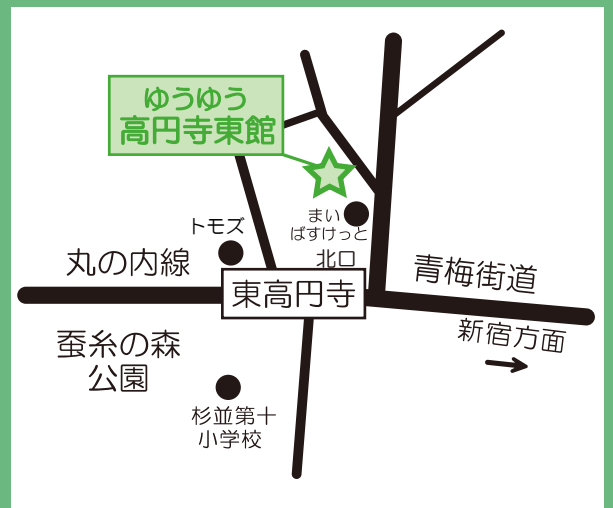 ゆうゆう
高円寺東館
トモズ
まい
ばすけっと
丸の内線
北口
青梅街道
東高円寺
新宿方面
蚕糸の森
公園
杉並第十
小学校